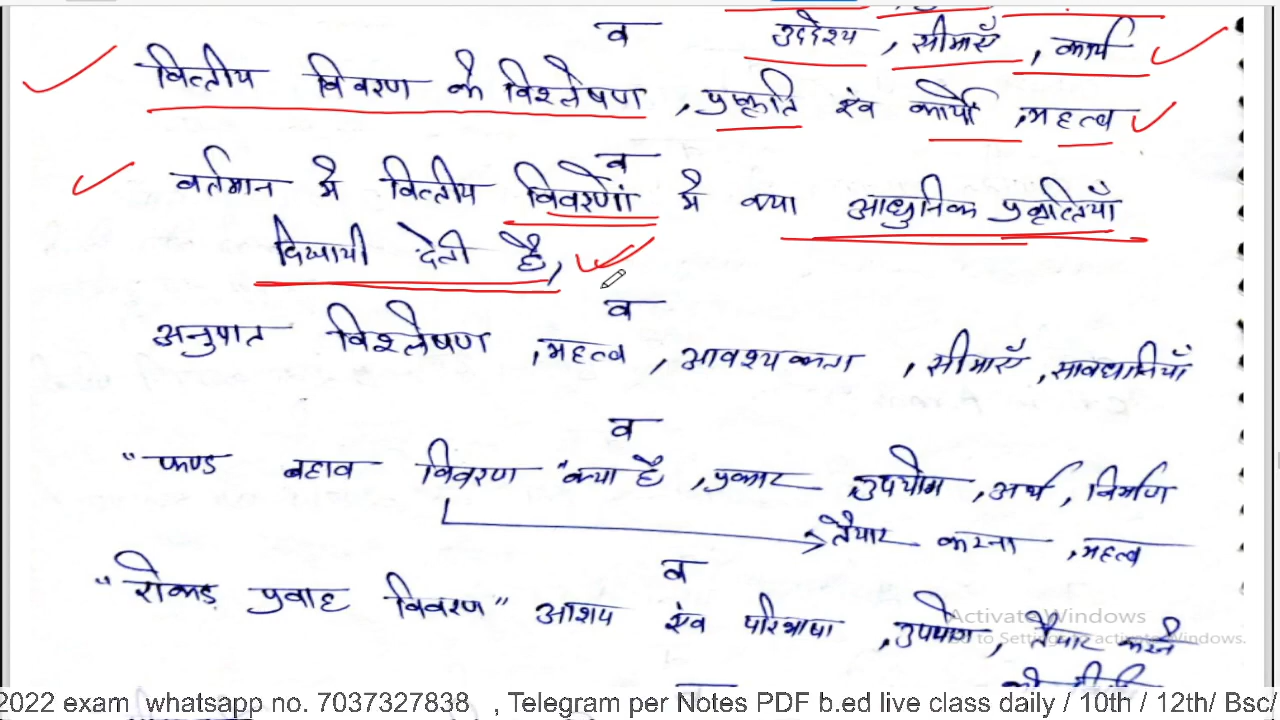 व
उद्देश्य , सीमाएँ , कार्य
वित्तीय विवरण के विश्लेषण , प्रकृति एंव कार्यो , महत्व
व
वर्तमान मे वित्तीय विवरणों मे क्या आधुनिक प्रवृत्तियाँ
दिखायी देती है,
व
अनुपात विश्लेषण , महत्व , आवश्यकता , सीमाएँ , सावधानियाँ
व
"फण्ड बहाव विवरण" क्या है , प्रकार उपयोग , अर्थ , निर्माण
तैयार करना , महत्व
व
"रोकड़ प्रवाह विवरण" आशय एंव परिभाषा , उपयोग , तैयार करने
Activate Windows
Go to Settings to activate Windows.
2022 exam whatsapp no. 7037327838 , Telegram per Notes PDF b.ed live class daily / 10th / 12th/ Bsc/